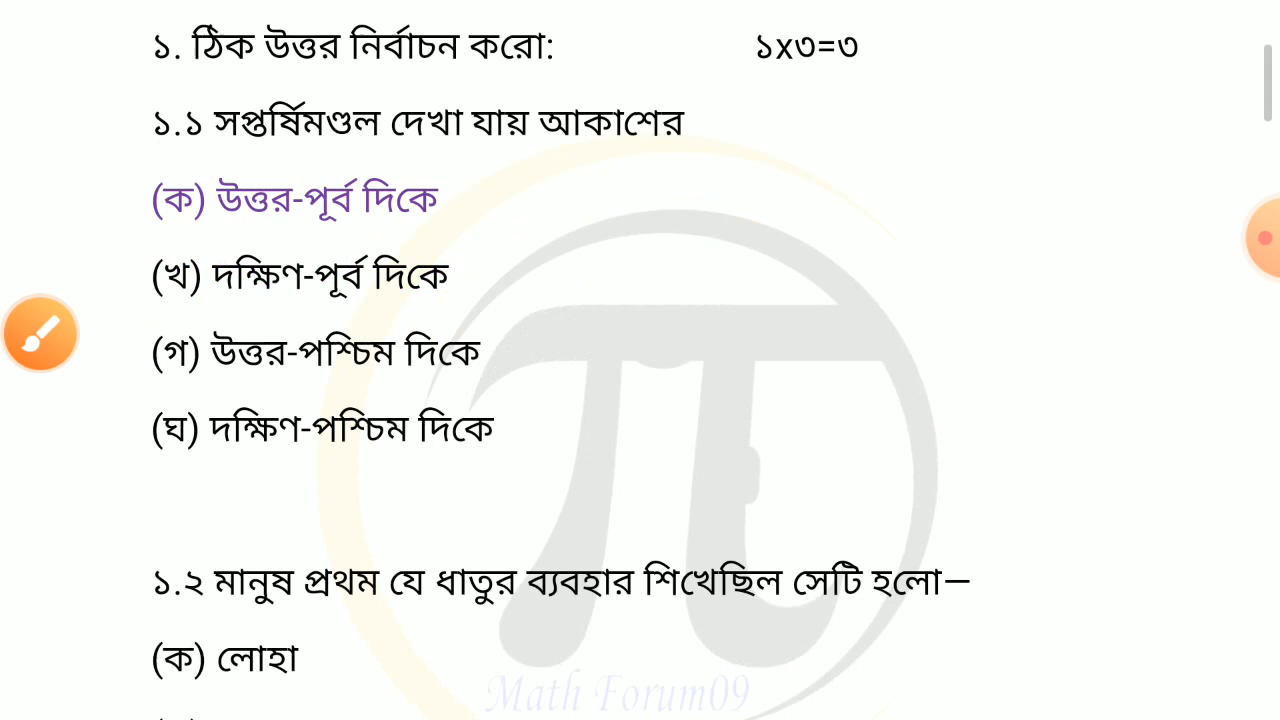 ১. ঠিক উত্তর নির্বাচন করো: ১x৩=৩
১.১ সপ্তর্ষিমণ্ডল দেখা যায় আকাশের
(ক) উত্তর-পূর্ব দিকে
(খ) দক্ষিণ-পূর্ব দিকে
(গ) উত্তর-পশ্চিম দিকে
(ঘ) দক্ষিণ-পশ্চিম দিকে
১.২ মানুষ প্রথম যে ধাতুর ব্যবহার শিখেছিল সেটি হলো—
(ক) লোহা
Math Forum09